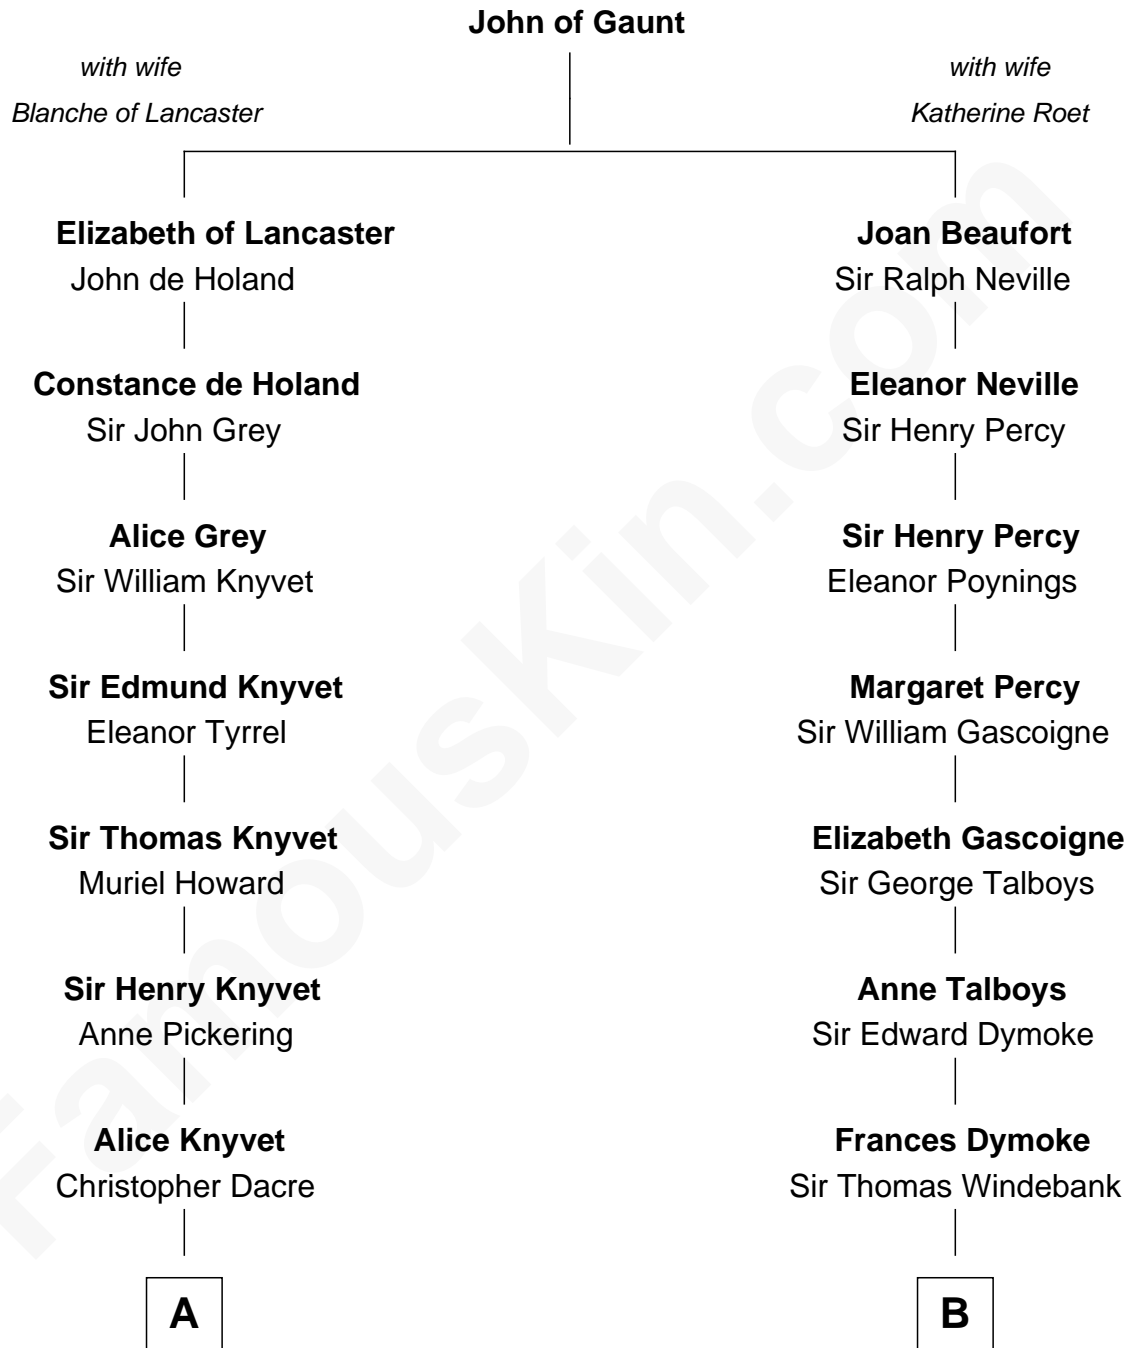 John of Gaunt
with wife
Blanche of Lancaster
with wife
Katherine Roet
Elizabeth of Lancaster
John de Holand
Joan Beaufort
Sir Ralph Neville
Constance de Holand
Sir John Grey
Eleanor Neville
Sir Henry Percy
Alice Grey
Sir William Knyvet
Sir Henry Percy
Eleanor Poynings
Sir Edmund Knyvet
Eleanor Tyrrel
Margaret Percy
Sir William Gascoigne
Sir Thomas Knyvet
Muriel Howard
Elizabeth Gascoigne
Sir George Talboys
Sir Henry Knyvet
Anne Pickering
Anne Talboys
Sir Edward Dymoke
Alice Knyvet
Christopher Dacre
Frances Dymoke
Sir Thomas Windebank
A
B
FamousKin.com